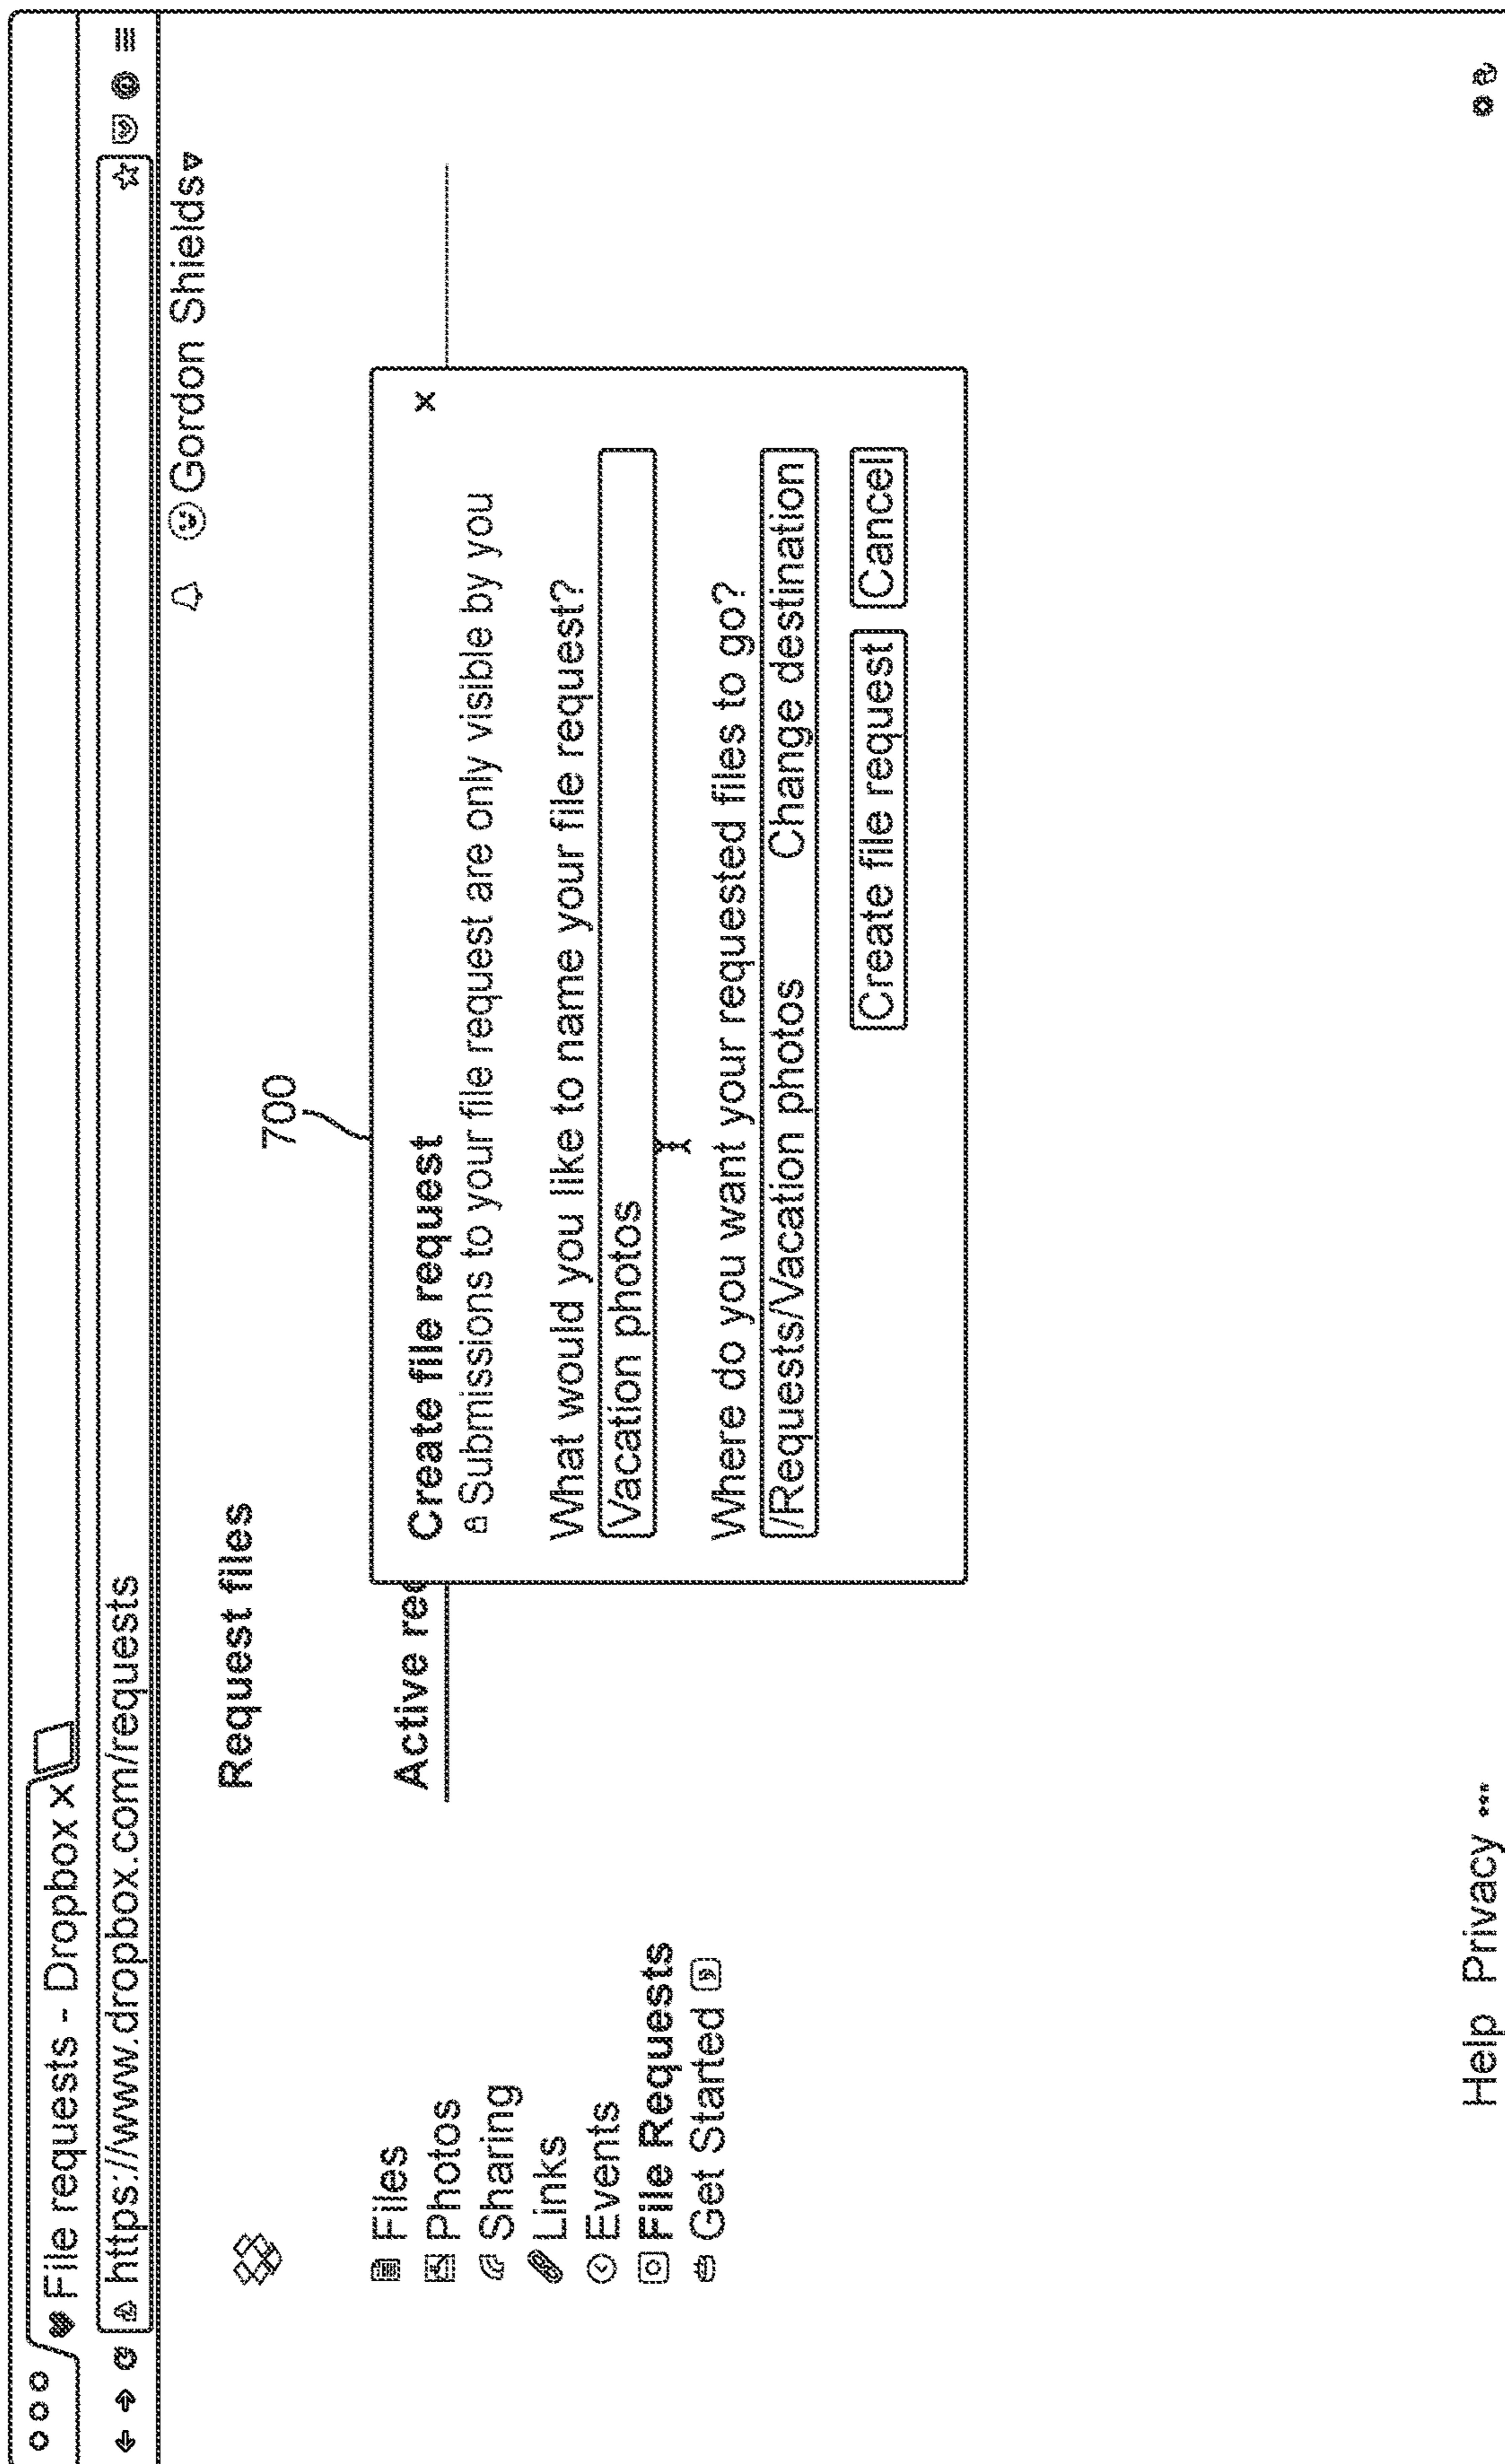 File requests - Dropbox X
https://www.dropbox.com/requests
Gordon Shields
Request files
700
Files
Photos
Sharing
Links
Events
File Requests
Get Started
Active req
Create file request
X
Submissions to your file request are only visible by you
What would you like to name your file request?
Vacation photos
Where do you want your requested files to go?
/Requests/Vacation photos Change destination
Create file request Cancel
Help Privacy •••